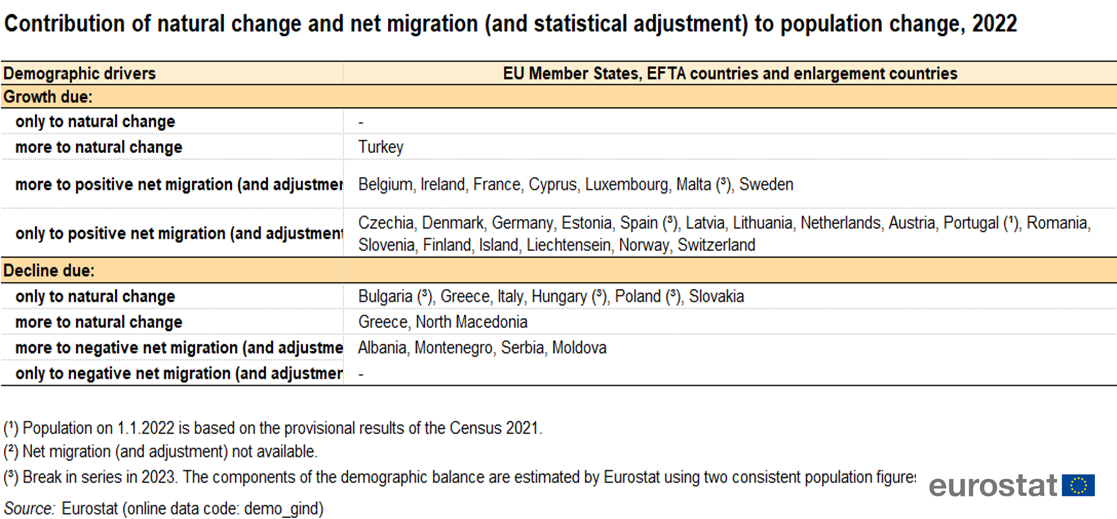 Contribution of natural change and net migration (and statistical adjustment) to population change, 2022
Demographic drivers EU Member States, EFTA countries and enlargement countries
Growth due:
only to natural change -
more to natural change Turkey
more to positive net migration (and adjustmer Belgium, Ireland, France, Cyprus, Luxembourg, Malta (³), Sweden
only to positive net migration (and adjustment Czechia, Denmark, Germany, Estonia, Spain (³), Latvia, Lithuania, Netherlands, Austria, Portugal (¹), Romania,
Slovenia, Finland, Island, Liechtensein, Norway, Switzerland
Decline due:
only to natural change Bulgaria (³), Greece, Italy, Hungary (³), Poland (³), Slovakia
more to natural change Greece, North Macedonia
more to negative net migration (and adjustme Albania, Montenegro, Serbia, Moldova
only to negative net migration (and adjustmer -
(¹) Population on 1.1.2022 is based on the provisional results of the Census 2021.
(²) Net migration (and adjustment) not available.
(³) Break in series in 2023. The components of the demographic balance are estimated by Eurostat using two consistent population figures
Source: Eurostat (online data code: demo_gind)
eurostat